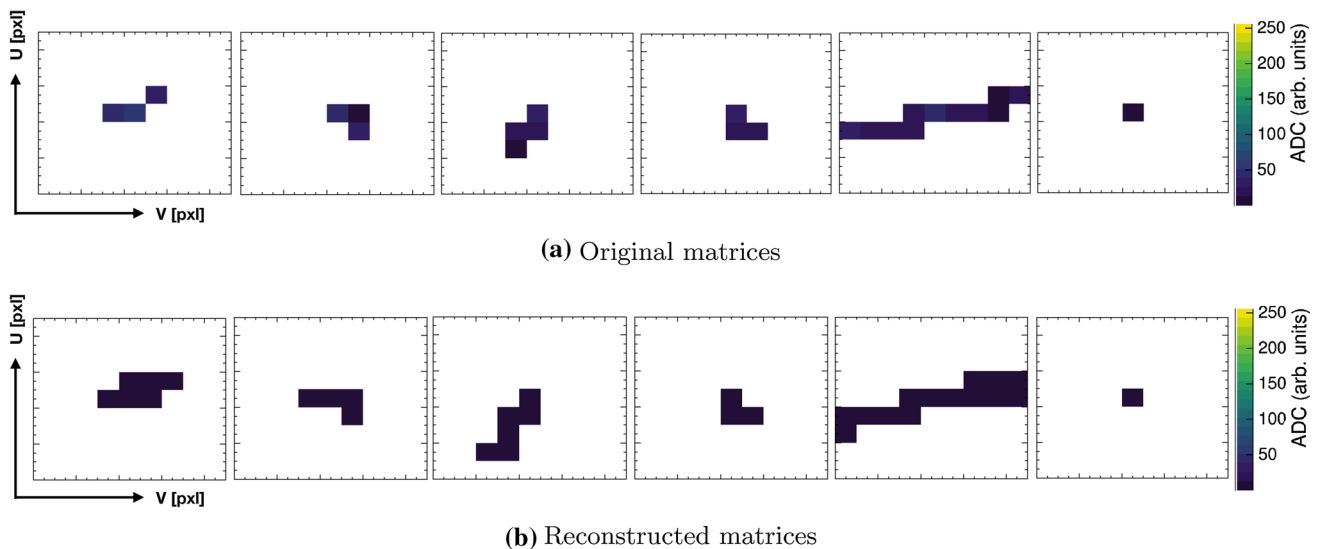 U [pxl]
V [pxl]
250
200
150
100
50
ADC (arb. units)
(a) Original matrices
U [pxl]
V [pxl]
250
200
150
100
50
ADC (arb. units)
(b) Reconstructed matrices